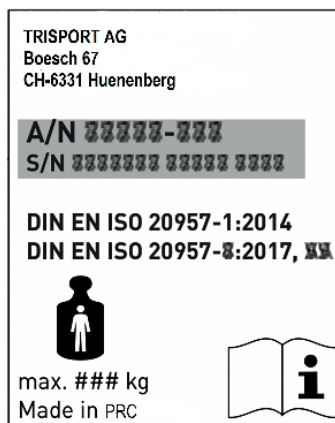 TRISPORT AG
Boesch 67
CH-6331 Huenenberg
A/N
S/N
DIN EN ISO 20957-1:2014
DIN EN ISO 20957-:2017,
max. ### kg
Made in PRC
i